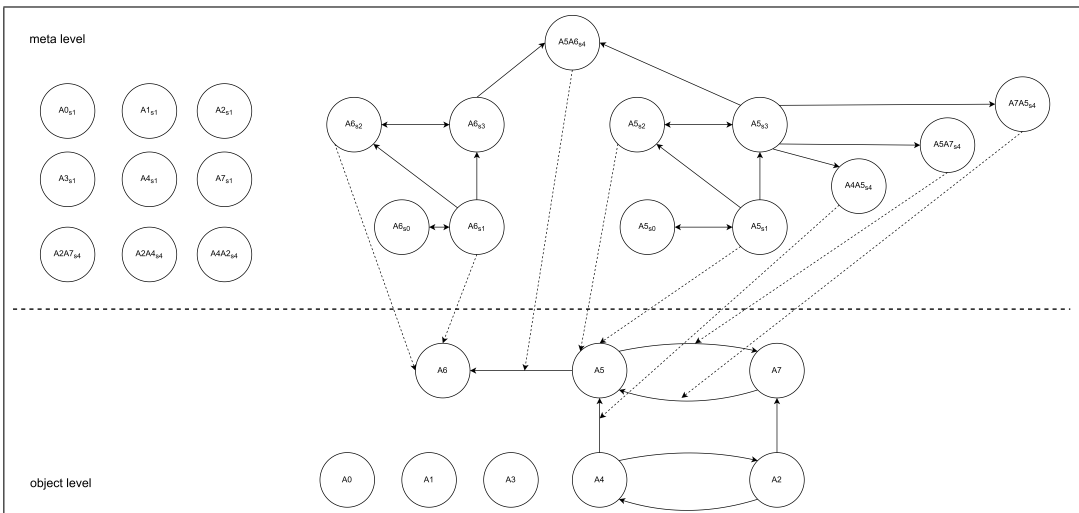 meta level
A5A6s4
A0s1 A1s1 A2s1
A6s2 A6s3 A5s2 A5s3 A7A5s4
A5A7s4
A3s1 A4s1 A7s1
A4A5s4
A6s0 A6s1 A5s0 A5s1
A2A7s4 A2A4s4 A4A2s4
A6 A5 A7
object level
A0 A1 A3 A4 A2